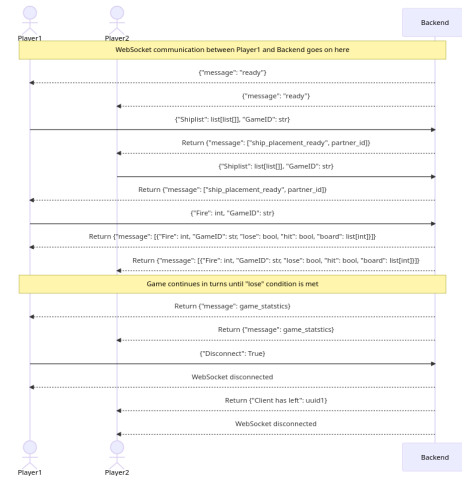 Player1
Player2
Backend
WebSocket communication between Player1 and Backend goes on here
{"message": "ready"}
{"message": "ready"}
{"Shiplist": list[list[]], "GameID": str}
Return {"message": ["ship_placement_ready", partner_id]}
{"Shiplist": list[list[]], "GameID": str}
Return {"message": ["ship_placement_ready", partner_id]}
{"Fire": int, "GameID": str}
Return {"message": [{"Fire": int, "GameID": str, "lose": bool, "hit": bool, "board": list[int]}]}
Return {"message": [{"Fire": int, "GameID": str, "lose": bool, "hit": bool, "board": list[int]}]}
Game continues in turns until "lose" condition is met
Return {"message": game_statstics}
Return {"message": game_statstics}
{"Disconnect": True}
WebSocket disconnected
Return {"Client has left": uuid1}
WebSocket disconnected
Player1
Player2
Backend